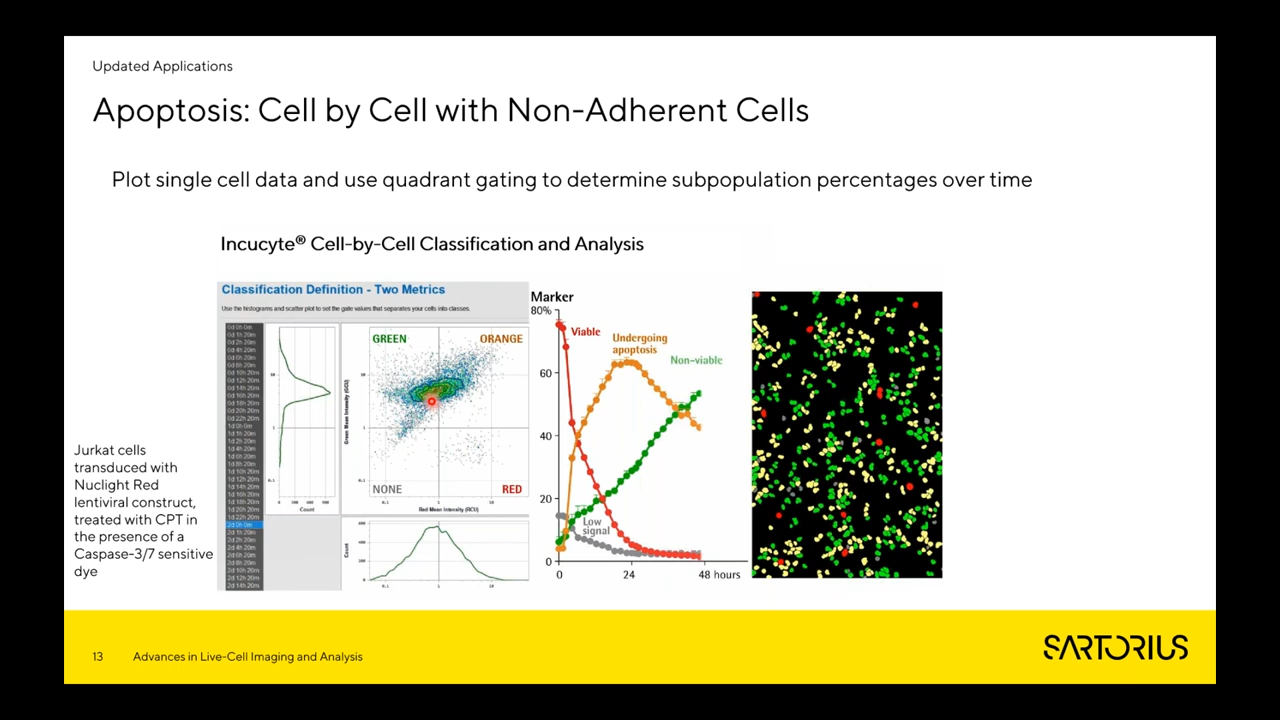 Updated Applications
Apoptosis: Cell by Cell with Non-Adherent Cells
Plot single cell data and use quadrant gating to determine subpopulation percentages over time
Incucyte® Cell-by-Cell Classification and Analysis
Classification Definition - Two Metrics
Use the histograms and scatter plot to set the gate values that separates your cells into classes.
GREEN
ORANGE
NONE
RED
Green Mean Intensity (GCU)
Red Mean Intensity (RCU)
Count
Count
Marker
80%
60
40
20
0
Viable
Undergoing
apoptosis
Non-viable
Low
signal
0
24
48 hours
Jurkat cells
transduced with
Nuclight Red
lentiviral construct,
treated with CPT in
the presence of a
Caspase-3/7 sensitive
dye
13
Advances in Live-Cell Imaging and Analysis
SARTORIUS